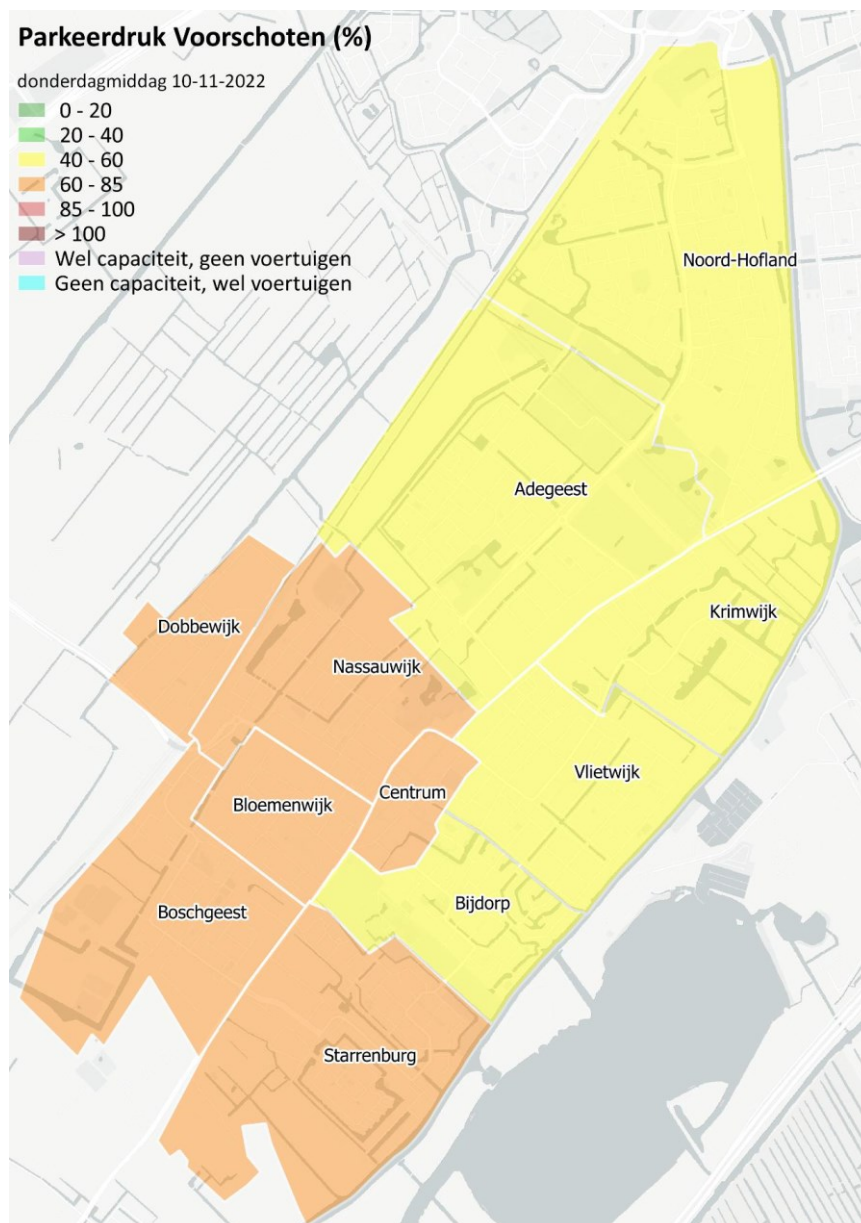 Parkeerdruk Voorschoten (%)
donderdagmiddag 10-11-2022
0 - 20
20 - 40
40 - 60
60 - 85
85 - 100
> 100
Wel capaciteit, geen voertuigen
Geen capaciteit, wel voertuigen
Noord-Hofland
Adegeest
Krimwijk
Dobbewijk
Nassauwijk
Vlietwijk
Centrum
Bloemenwijk
Bijdorp
Boschgeest
Starrenburg